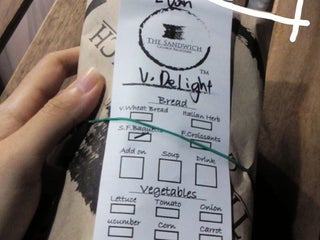 THE SANDWICH
TM
V. DeLight
Bread
V.Wheat Bread
Italian Herb
S.F.Baguette
F.Croissants
Add on Soup Drink
Vegetables
Lettuce Tomato Onion
ucumber Corn Carrot